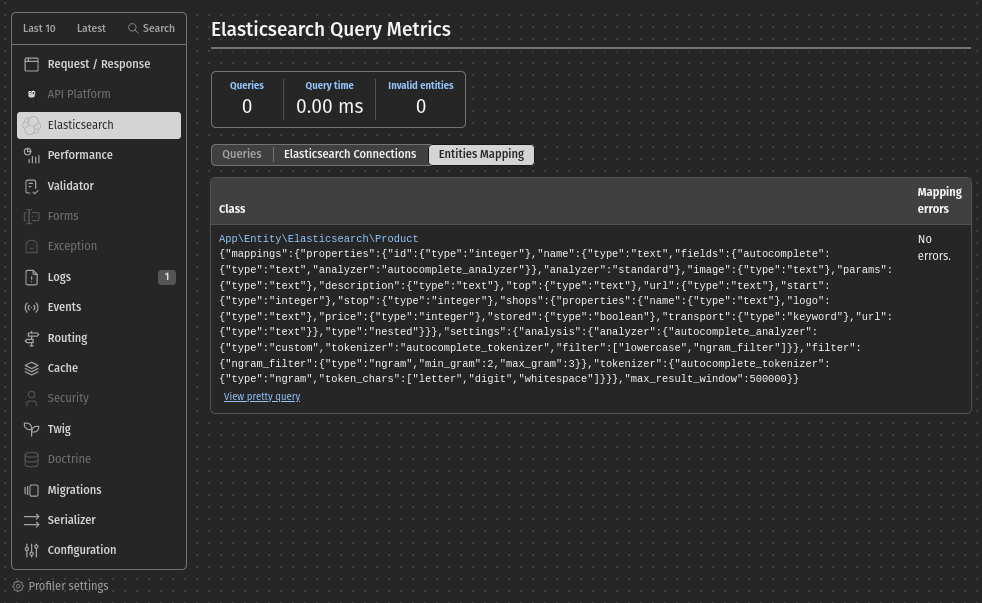 Last 10 Latest Search
Request / Response
API Platform
Elasticsearch
Performance
Validator
Forms
Exception
Logs 1
Events
Routing
Cache
Security
Twig
Doctrine
Migrations
Serializer
Configuration
Profiler settings
Elasticsearch Query Metrics
Queries Query time Invalid entities
0 0.00 ms 0
Queries Elasticsearch Connections Entities Mapping
Class Mapping errors
App\Entity\Elasticsearch\Product
{"mappings":{"properties":{"id":{"type":"integer"},"name":{"type":"text","fields":{"autocomplete":
{"type":"text","analyzer":"autocomplete_analyzer"}},"analyzer":"standard"},"image":{"type":"text"},"params":
{"type":"text"},"description":{"type":"text"},"top":{"type":"text"},"url":{"type":"text"},"start":
{"type":"integer"},"stop":{"type":"integer"},"shops":{"properties":{"name":{"type":"text"},"logo":
{"type":"text"},"price":{"type":"integer"},"stored":{"type":"boolean"},"transport":{"type":"keyword"},"url":
{"type":"text"}},"type":"nested"}}},"settings":{"analysis":{"analyzer":{"autocomplete_analyzer":
{"type":"custom","tokenizer":"autocomplete_tokenizer","filter":["lowercase","ngram_filter"]}},"filter":
{"ngram_filter":{"type":"ngram","min_gram":2,"max_gram":3}},"tokenizer":{"autocomplete_tokenizer":
{"type":"ngram","token_chars":["letter","digit","whitespace"]}}},"max_result_window":500000}}
View pretty query
No
errors.